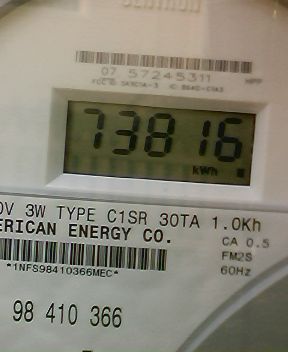 CENTRON
07 57245311
73816
kWh
0V 3W TYPE C1SR 30TA 1.0Kh
ERICAN ENERGY CO.
CA 0.5
FM2S
60Hz
*1NFS98410366MEC*
98 410 366